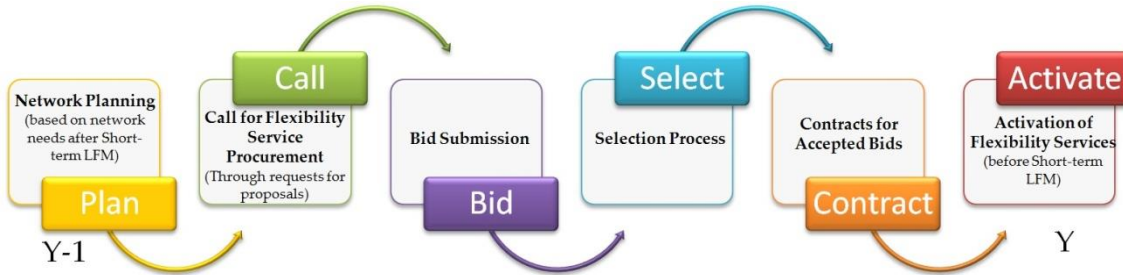 Network Planning
(based on network
needs after Short-
term LFM)
Plan
Y-1
Call
Call for Flexibility
Service
Procurement
(Through requests for
proposals)
Bid Submission
Bid
Select
Selection Process
Contracts for
Accepted Bids
Contract
Activate
Activation of
Flexibility Services
(before Short-term
LFM)
Y